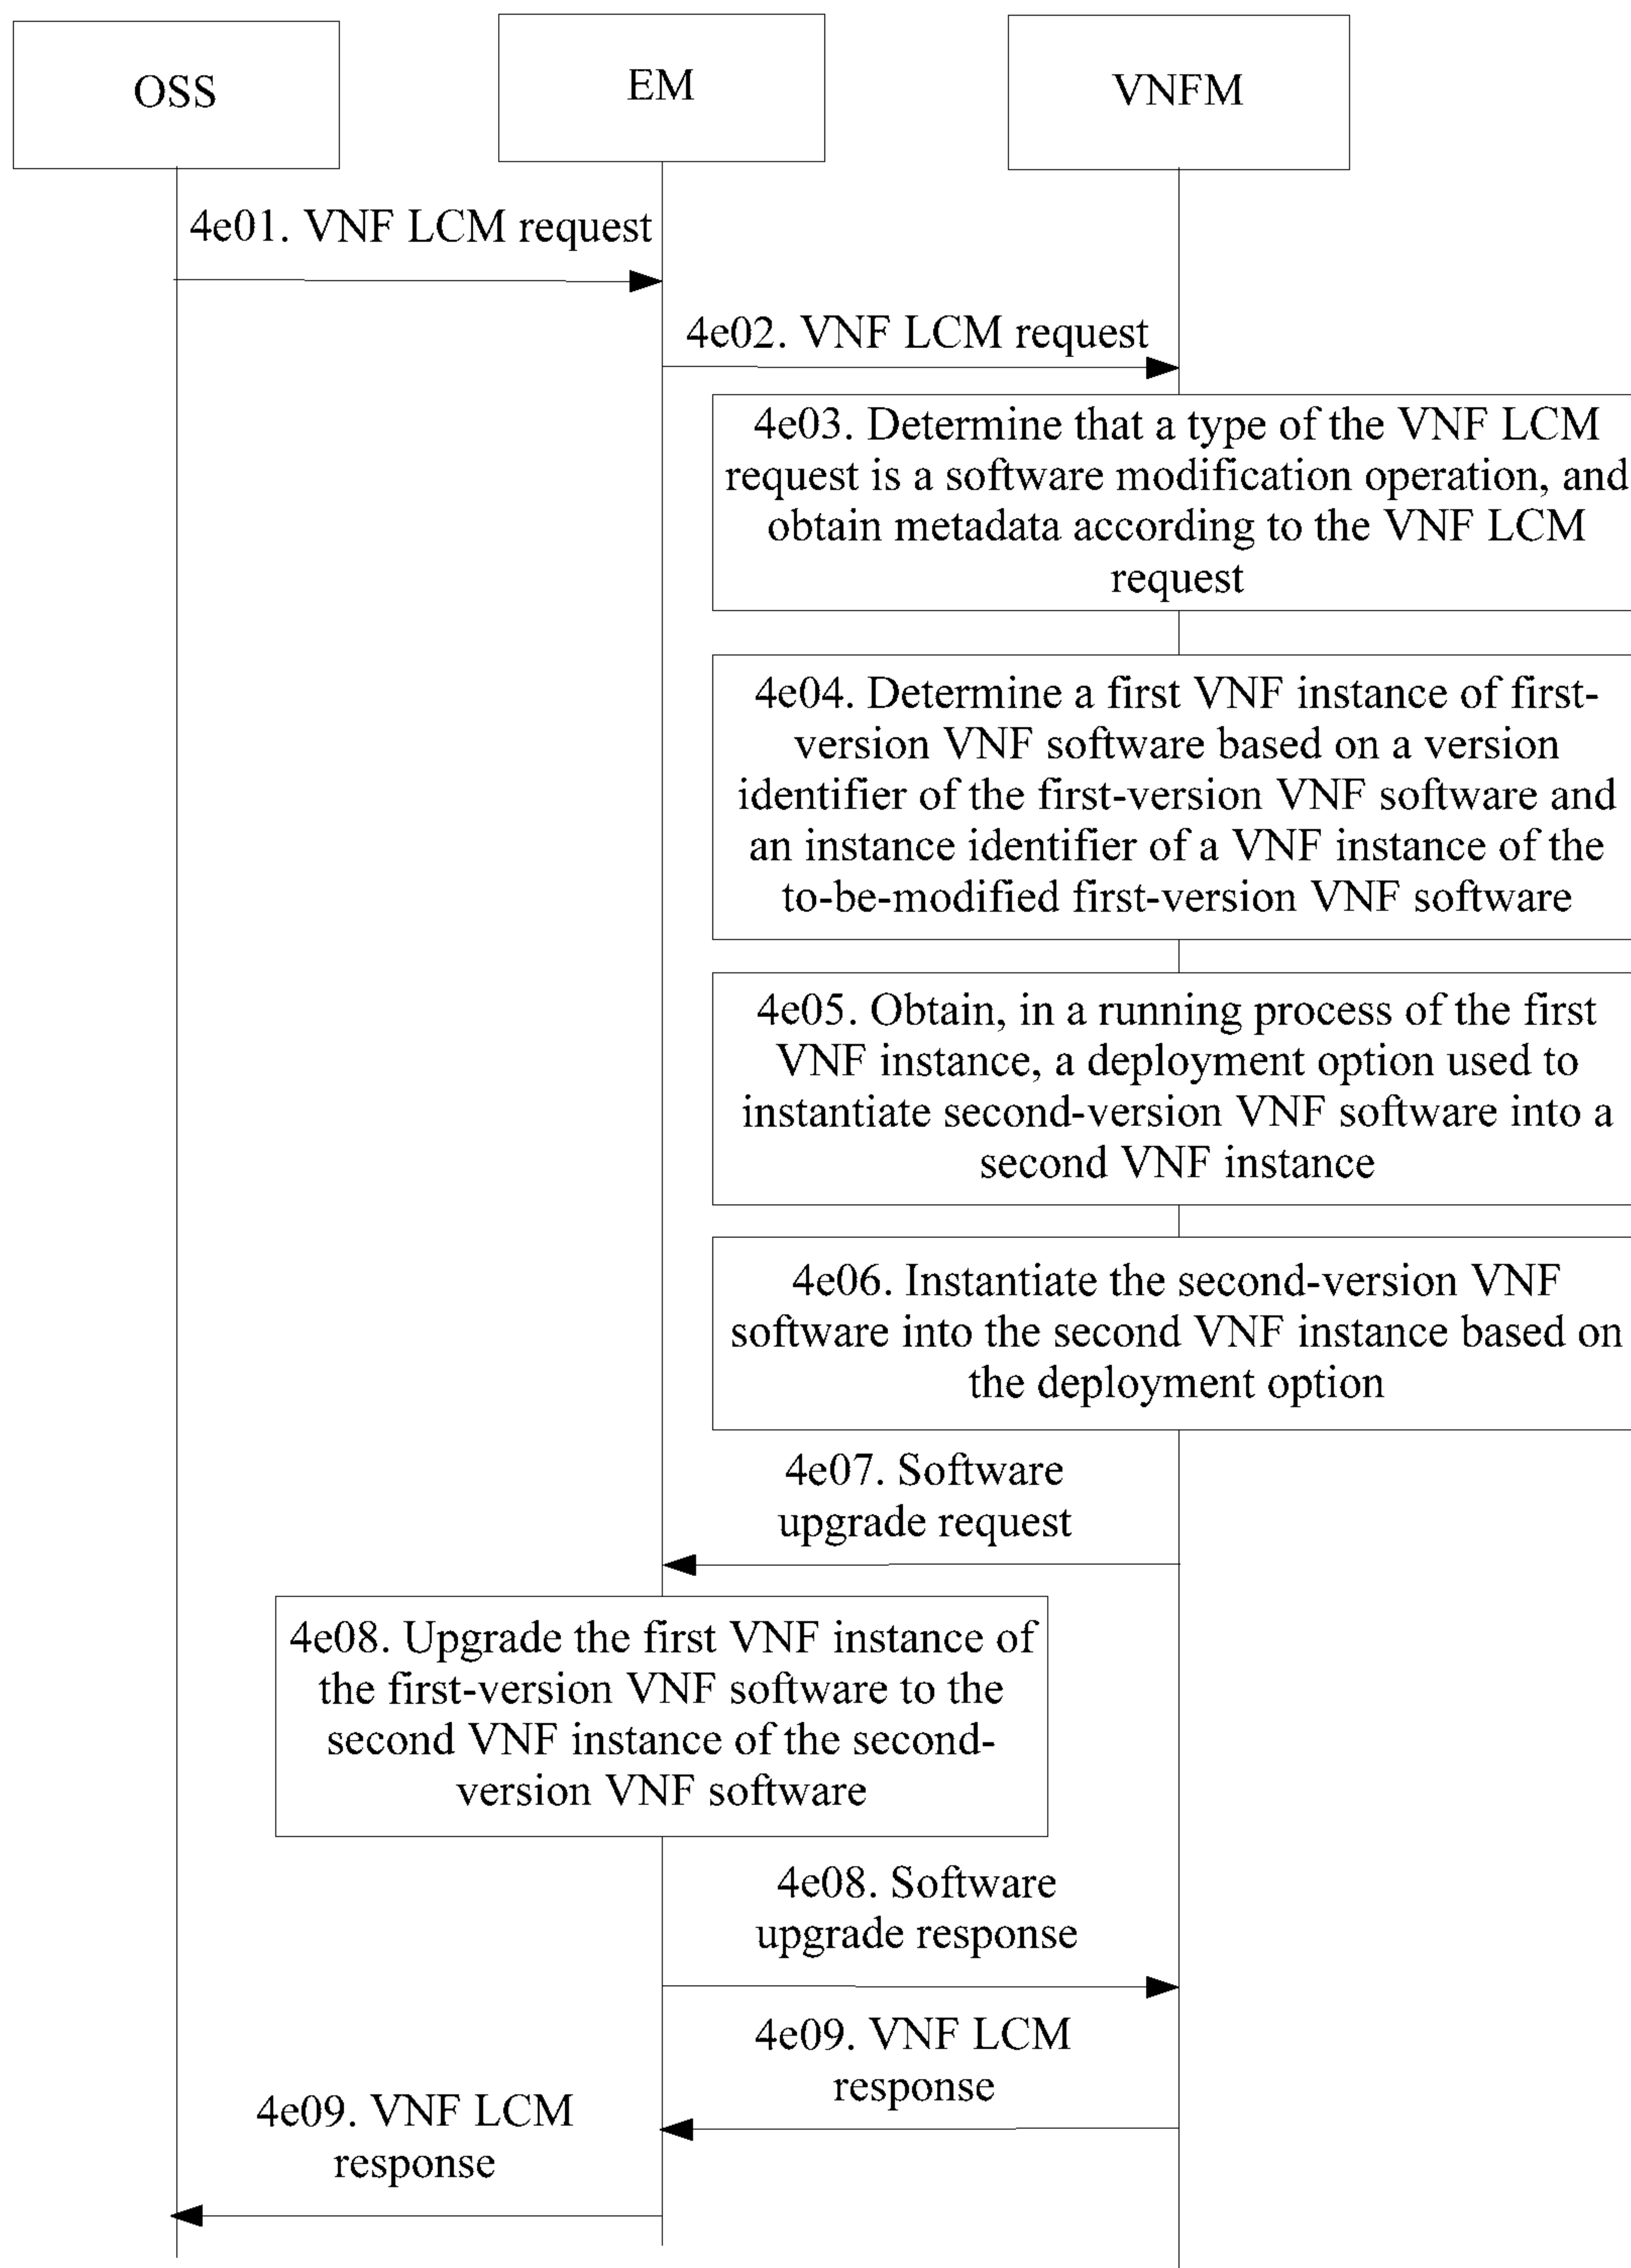 OSS
EM
VNFM
4e01. VNF LCM request
4e02. VNF LCM request
4e03. Determine that a type of the VNF LCM
request is a software modification operation, and
obtain metadata according to the VNF LCM
request
4e04. Determine a first VNF instance of first-
version VNF software based on a version
identifier of the first-version VNF software and
an instance identifier of a VNF instance of the
to-be-modified first-version VNF software
4e05. Obtain, in a running process of the first
VNF instance, a deployment option used to
instantiate second-version VNF software into a
second VNF instance
4e06. Instantiate the second-version VNF
software into the second VNF instance based on
the deployment option
4e07. Software
upgrade request
4e08. Upgrade the first VNF instance of
the first-version VNF software to the
second VNF instance of the second-
version VNF software
4e08. Software
upgrade response
4e09. VNF LCM
response
4e09. VNF LCM
response